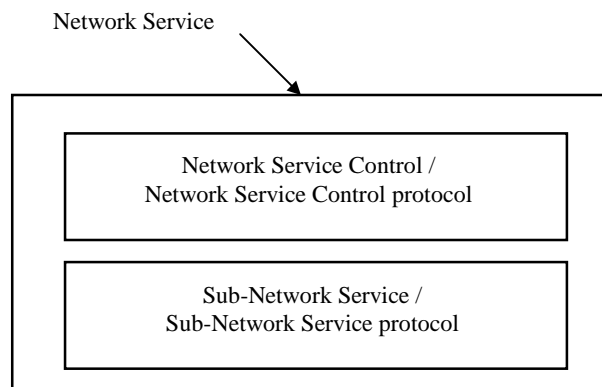 Network Service
Network Service Control /
Network Service Control protocol
Sub-Network Service /
Sub-Network Service protocol